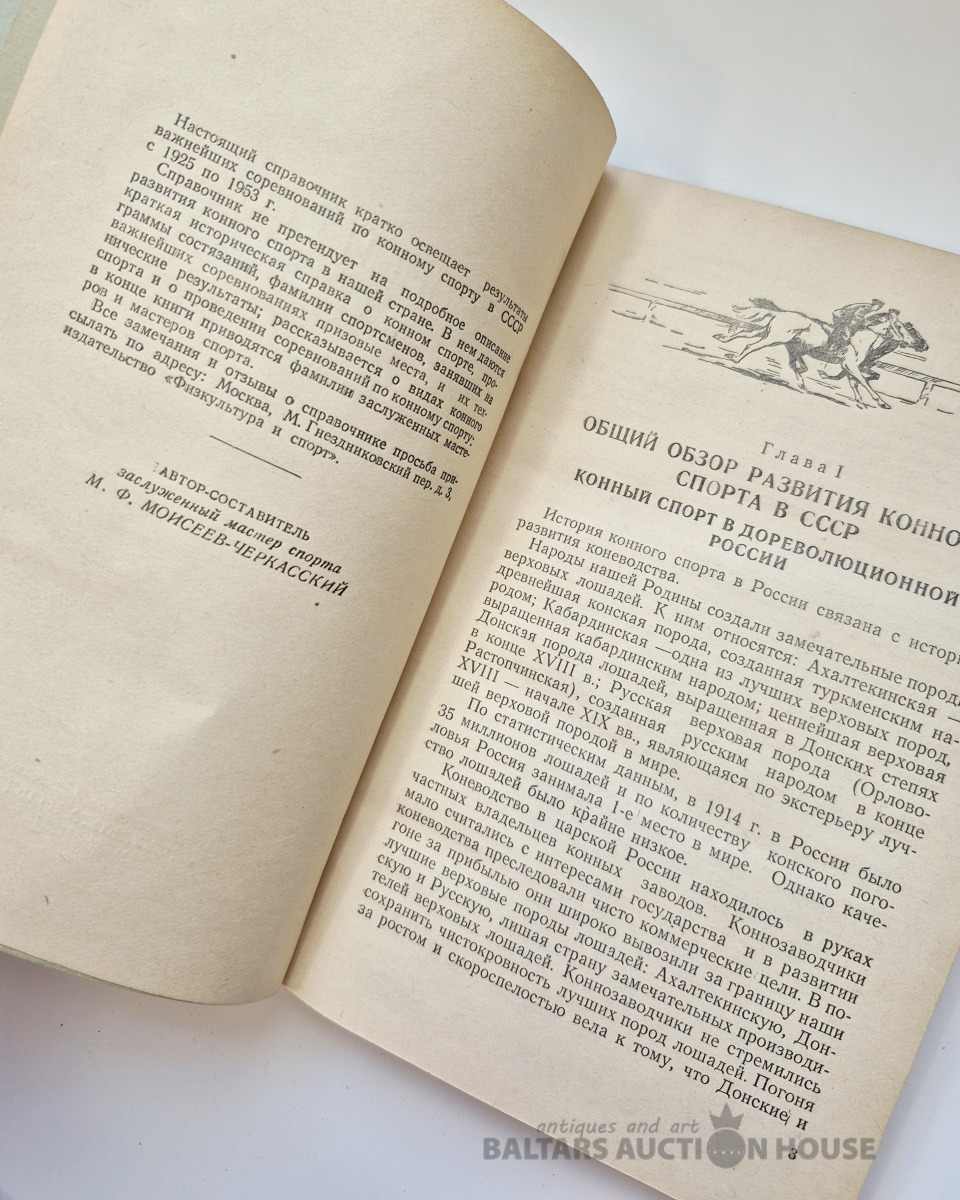 Настоящий справочник кратко освещает результаты
важнейших соревнований по конному спорту в СССР
с 1925 по 1953 г.
Справочник не претендует на подробное описание
развития конного спорта в нашей стране. В нем даются
краткая историческая справка о конном спорте, про-
граммы состязаний, фамилии спортсменов, занявших на
важнейших соревнованиях призовые места, и их тех-
нические результаты; рассказывается о видах конного
спорта и о проведении соревнований по конному спорту;
в конце книги приводятся фамилии заслуженных масте-
ров и мастеров спорта.
Все замечания и отзывы о справочнике просьба при-
сылать по адресу: Москва, М. Гнездниковский пер. д. 3,
издательство «Физкультура и спорт».
АВТОР-СОСТАВИТЕЛЬ
заслуженный мастер спорта
М. Ф. МОИСЕЕВ-ЧЕРКАССКИЙ
Глава I
ОБЩИЙ ОБЗОР РАЗВИТИЯ КОННО
СПОРТА В СССР
КОННЫЙ СПОРТ В ДОРЕВОЛЮЦИОННОЙ
РОССИИ
История конного спорта в России связана с истори
развития коневодства.
Народы нашей Родины создали замечательные породы
верховых лошадей. К ним относятся: Ахалтекинская —
древнейшая конская порода, созданная туркменским на-
родом; Кабардинская —одна из лучших верховых пород,
выращенная кабардинским народом; ценнейшая верховая
Донская порода лошадей, выращенная в Донских степях
в конце XVIII в.; Русская верховая порода (Орлово-
Растопчинская), созданная русским народом в конце
XVIII — начале XIX вв., являющаяся по экстерьеру луч-
шей верховой породой в мире.
По статистическим данным, в 1914 г. в России было
35 миллионов лошадей и по количеству конского пого-
ловья Россия занимала 1-е место в мире. Однако каче-
ство лошадей было крайне низкое.
Коневодство в царской России находилось в руках
частных владельцев конных заводов. Коннозаводчики
мало считались с интересами государства и в развитии
коневодства преследовали чисто коммерческие цели. В по-
гоне за прибылью они широко вывозили за границу наши
лучшие верховые породы лошадей: Ахалтекинскую, Дон-
скую и Русскую, лишая страну замечательных производи-
телей верховых лошадей. Коннозаводчики не стремились
сохранить чистокровность лучших пород лошадей. Погоня
за ростом и скороспелостью вела к тому, что Донские и
3
antiques and art
BALTARS AUCTION HOUSE